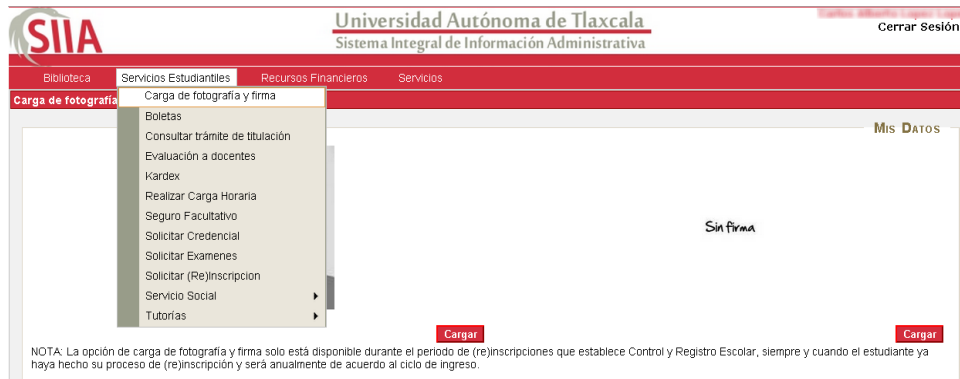 SIIA
Universidad Autónoma de Tlaxcala
Sistema Integral de Información Administrativa
Cerrar Sesión
Biblioteca Servicios Estudiantiles Recursos Financieros Servicios
Carga de fotografía
Carga de fotografía y firma
Boletas
Consultar trámite de titulación
Evaluación a docentes
Kardex
Realizar Carga Horaria
Seguro Facultativo
Solicitar Credencial
Solicitar Examenes
Solicitar (Re)Inscripcion
Servicio Social
Tutorías
Mis Datos
Sin firma
Cargar Cargar
NOTA: La opción de carga de fotografía y firma solo está disponible durante el periodo de (re)inscripciones que establece Control y Registro Escolar, siempre y cuando el estudiante ya
haya hecho su proceso de (re)inscripción y será anualmente de acuerdo al ciclo de ingreso.